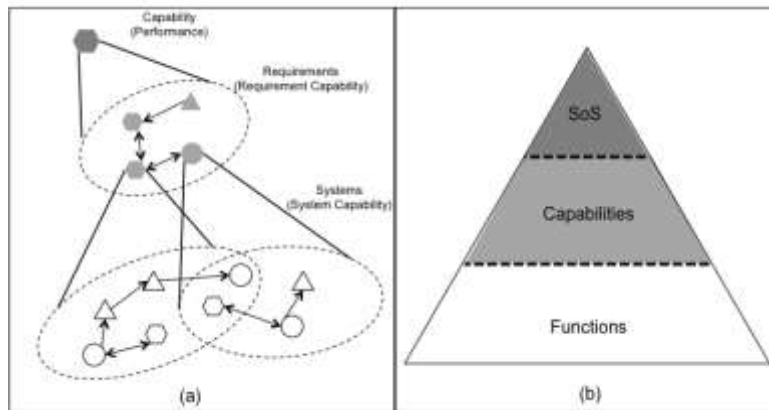 Capability
(Performance)
Requirements
(Requirement Capability)
Systems
(System Capability)
(a)
SoS
Capabilities
Functions
(b)